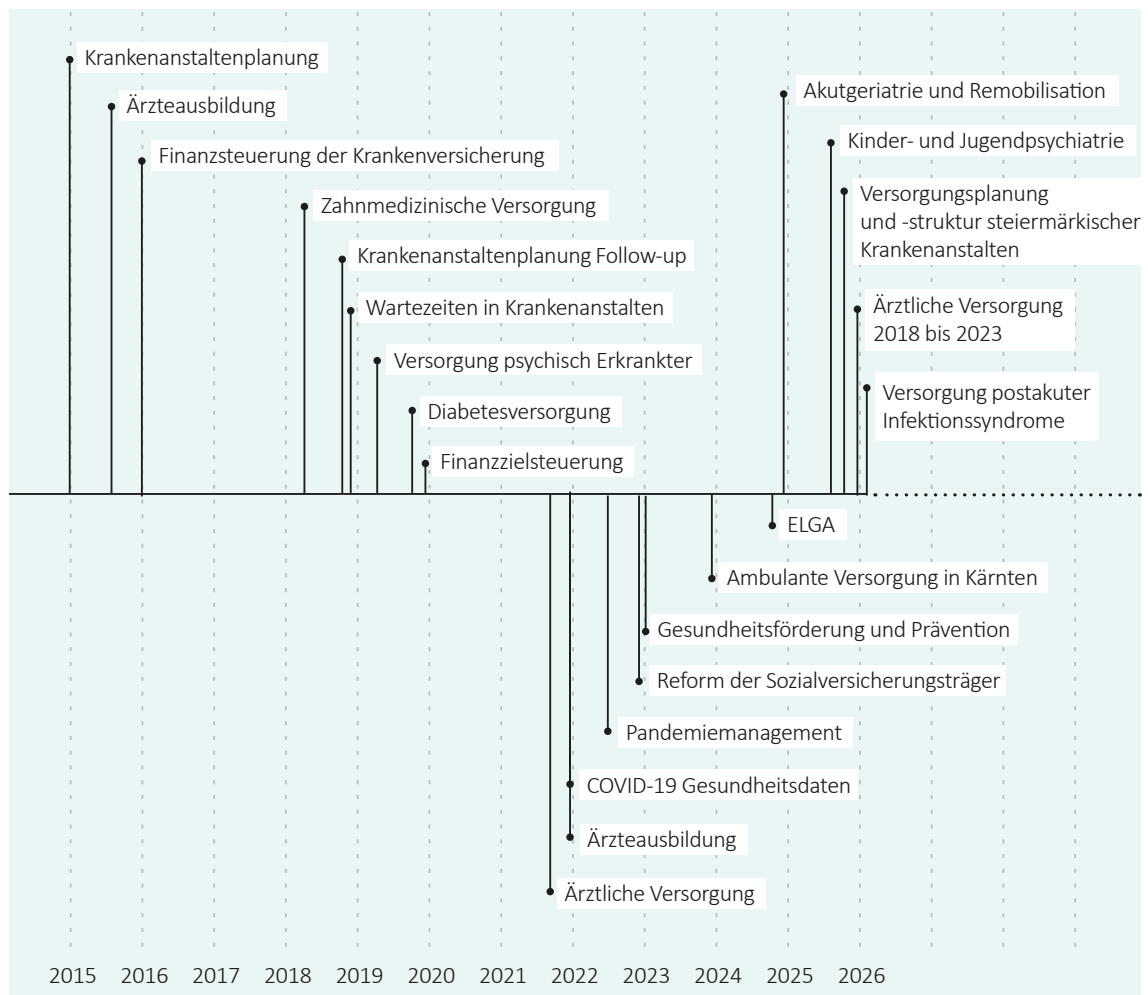 Krankenanstaltenplanung
Ärzteausbildung
Finanzsteuerung der Krankenversicherung
Zahnmedizinische Versorgung
Krankenanstaltenplanung Follow-up
Wartezeiten in Krankenanstalten
Versorgung psychisch Erkrankter
Diabetesversorgung
Finanzzielsteuerung
Akutgeriatrie und Remobilisation
Kinder- und Jugendpsychiatrie
Versorgungsplanung
und -struktur steiermärkischer
Krankenanstalten
Ärztliche Versorgung
2018 bis 2023
Versorgung postakuter
Infektionssyndrome
ELGA
Ambulante Versorgung in Kärnten
Gesundheitsförderung und Prävention
Reform der Sozialversicherungsträger
Pandemiemanagement
COVID-19 Gesundheitsdaten
Ärzteausbildung
Ärztliche Versorgung
2015 2016 2017 2018 2019 2020 2021 2022 2023 2024 2025 2026